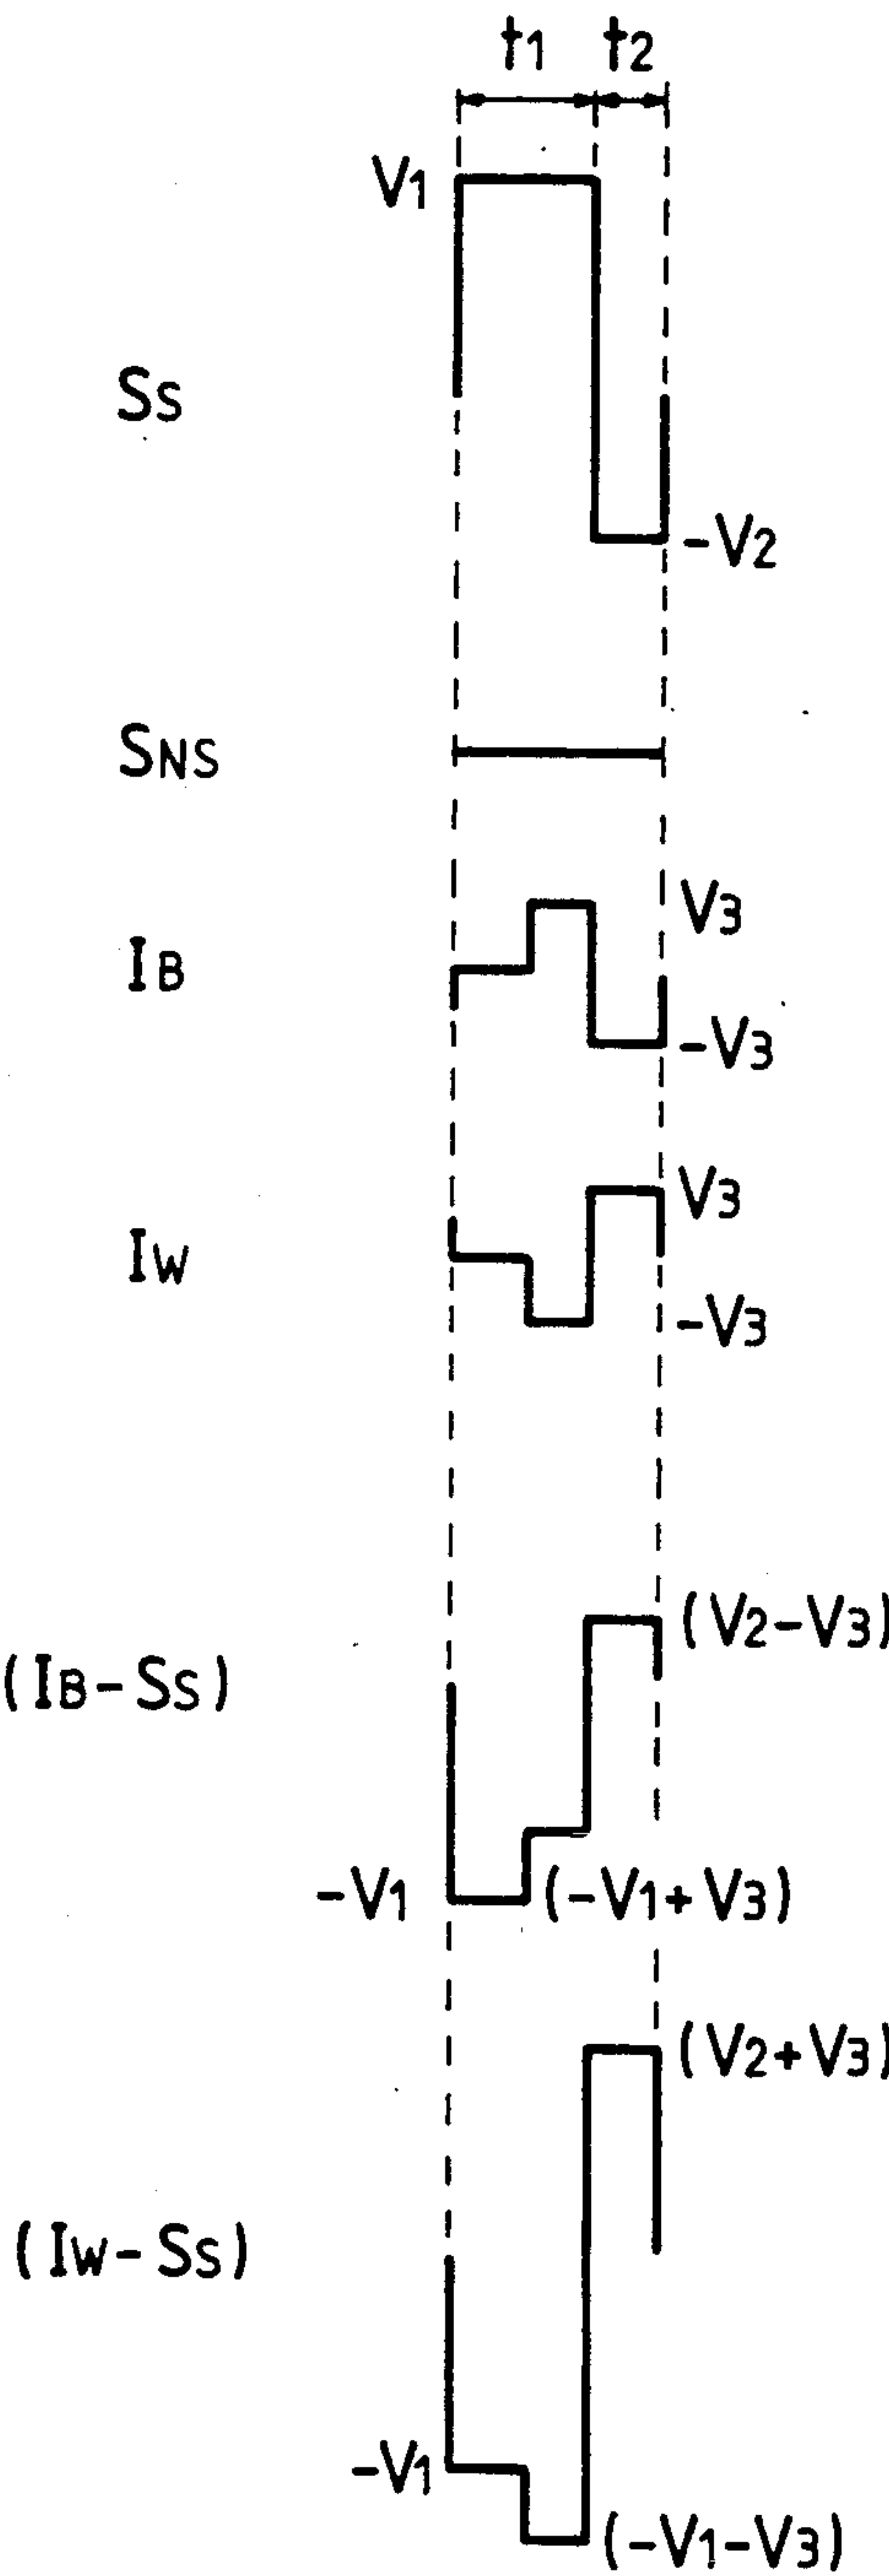 t1 t2
V1
Ss
-V2
SNS
V3
IB
-V3
V3
IW
-V3
(V2-V3)
(IB-Ss)
-V1 (-V1+V3)
(V2+V3)
(IW-Ss)
-V1
(-V1-V3)